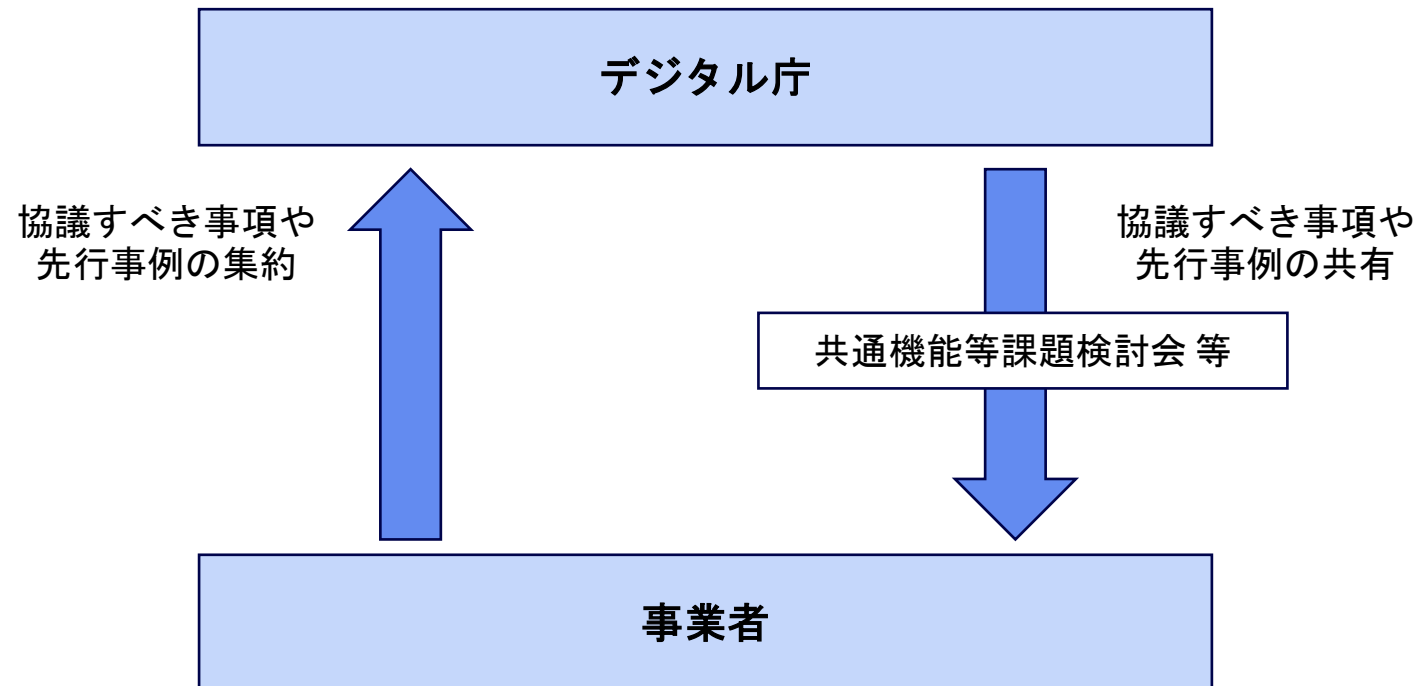 デジタル庁
協議すべき事項や
先行事例の集約
協議すべき事項や
先行事例の共有
共通機能等課題検討会 等
事業者